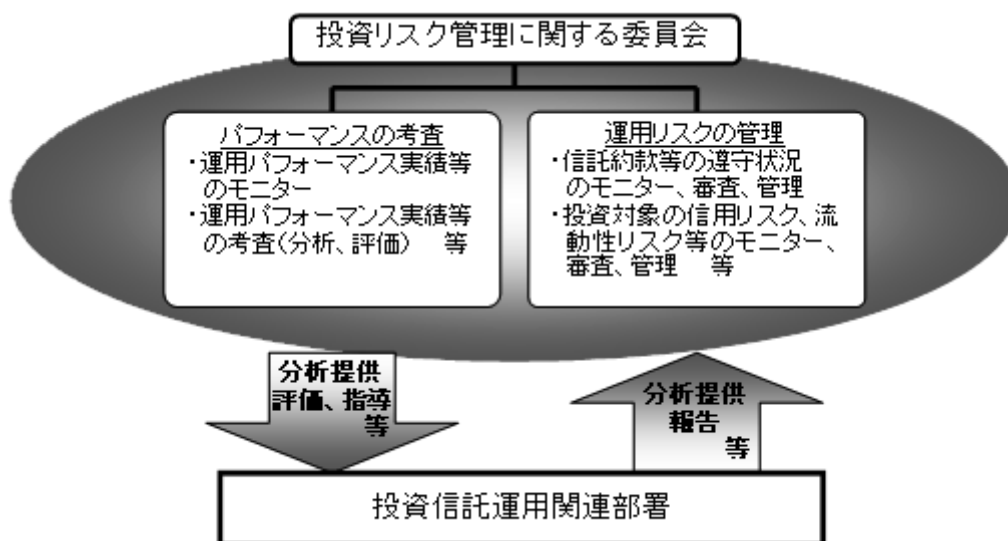 投資リスク管理に関する委員会
パフォーマンスの考査
・運用パフォーマンス実績等
のモニター
・運用パフォーマンス実績等
の考査(分析、評価) 等
運用リスクの管理
・信託約款等の遵守状況
のモニター、審査、管理
・投資対象の信用リスク、流
動性リスク等のモニター、
審査、管理 等
分析提供
評価、指導
等
分析提供
報告
等
投資信託運用関連部署